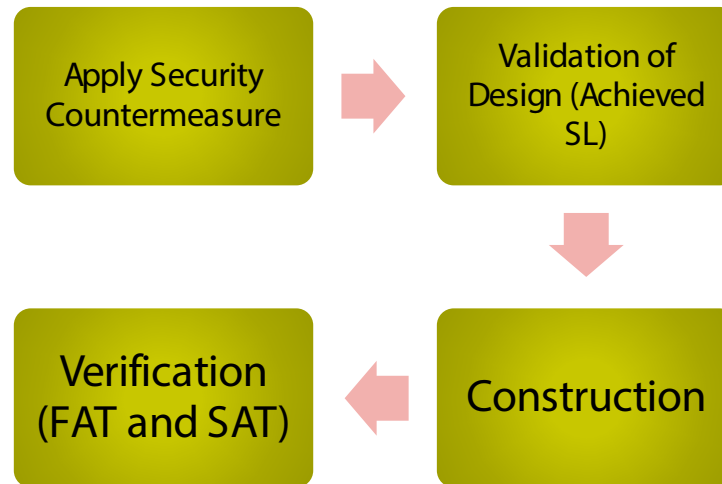 Apply Security
Countermeasure
Validation of
Design (Achieved
SL)
Construction
Verification
(FAT and SAT)